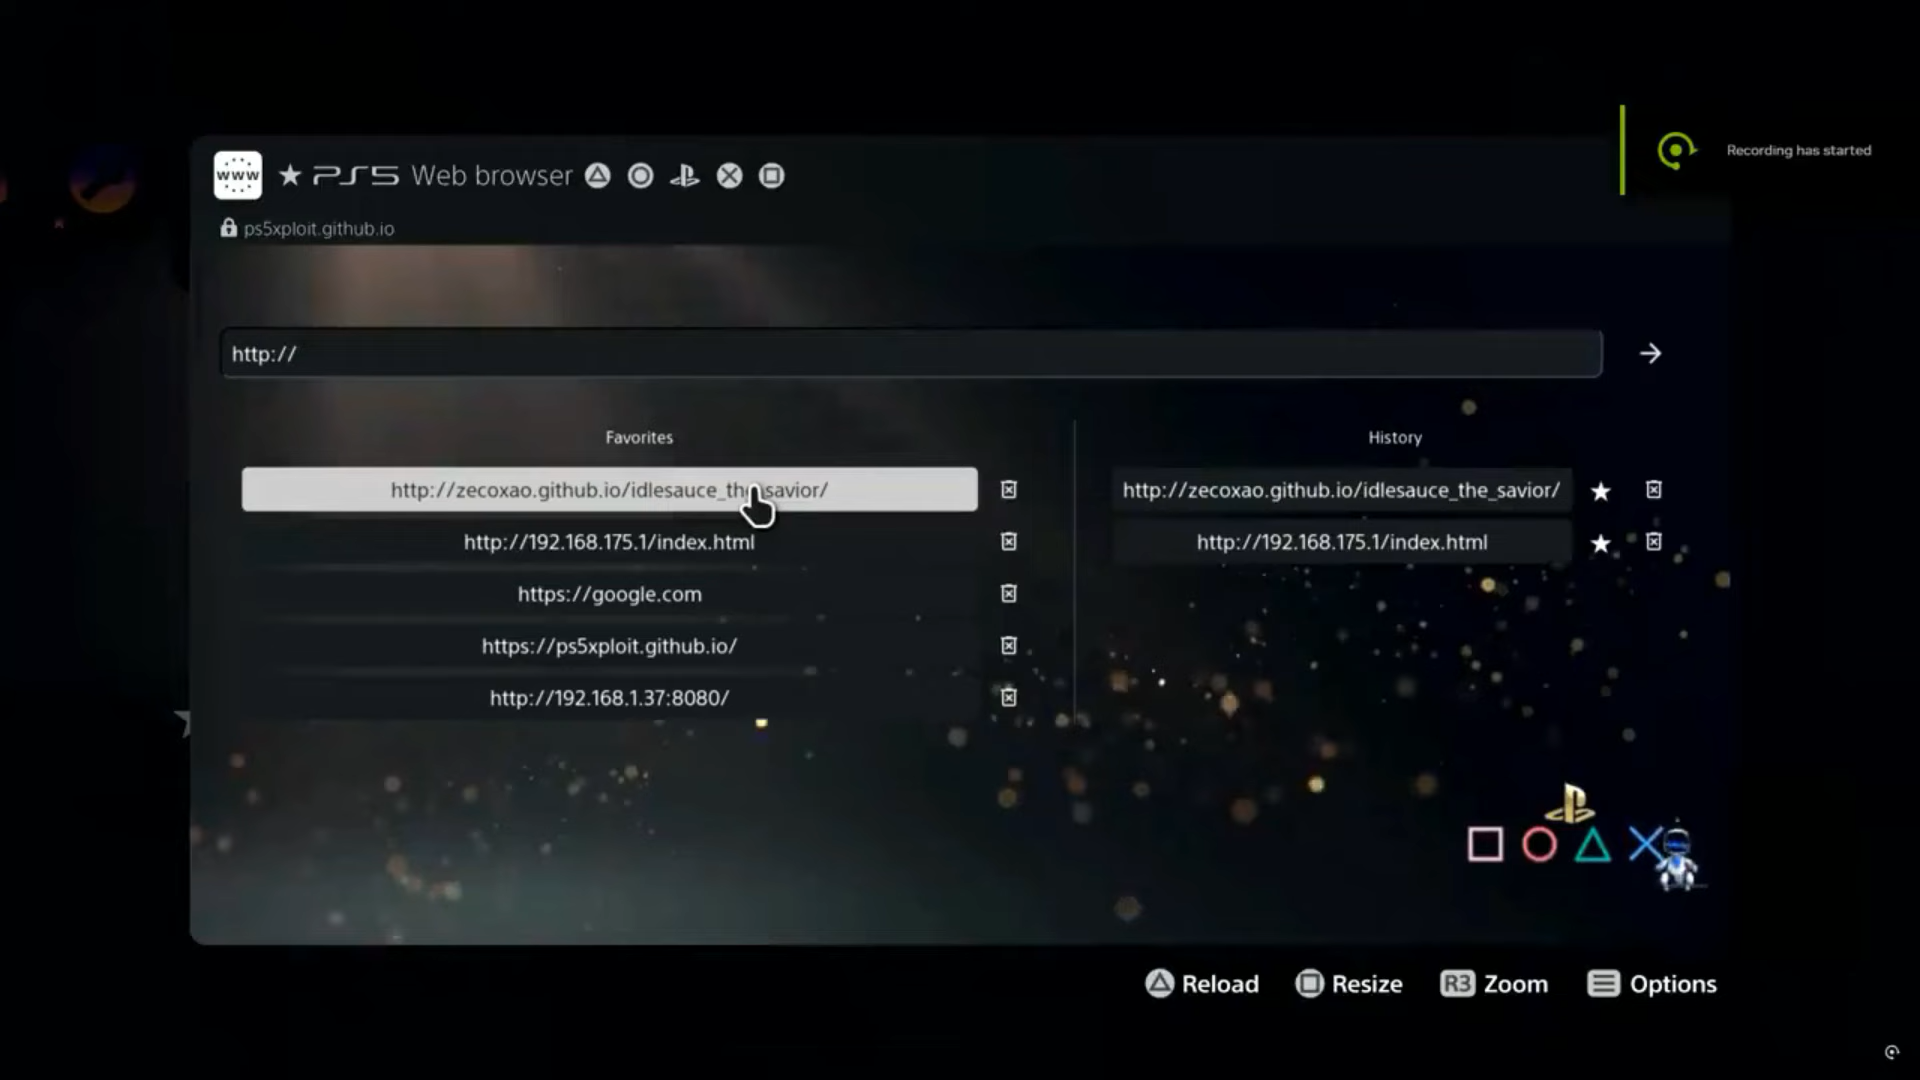 www
★ PS5 Web browser
ps5xploit.github.io
Recording has started
http://
Favorites
http://zecoxao.github.io/idlesauce_the_savior/
http://192.168.175.1/index.html
https://google.com
https://ps5xploit.github.io/
http://192.168.1.37:8080/
History
http://zecoxao.github.io/idlesauce_the_savior/
http://192.168.175.1/index.html
Reload
Resize
R3 Zoom
Options